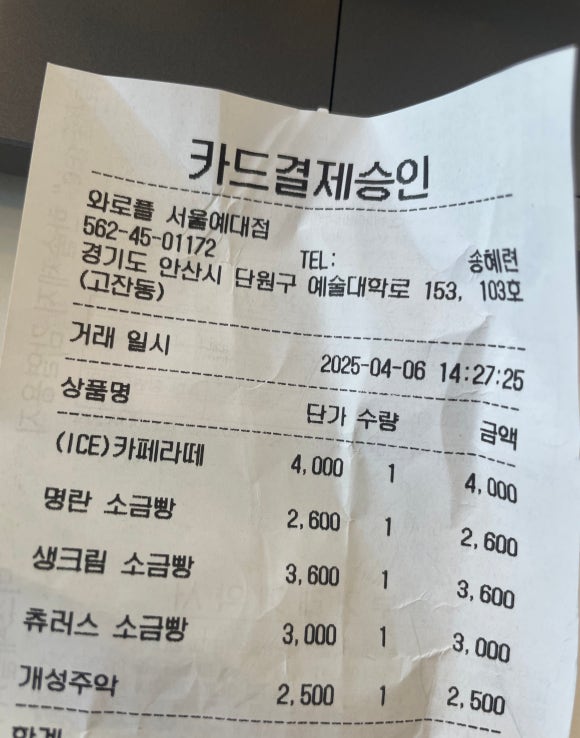 카드결제승인
와로플 서울예대점
562-45-01172 TEL: 송혜련
경기도 안산시 단원구 예술대학로 153, 103호
(고잔동)
거래 일시 2025-04-06 14:27:25
상품명 단가 수량 금액
(ICE)카페라떼 4,000 1 4,000
명란 소금빵 2,600 1 2,600
생크림 소금빵 3,600 1 3,600
츄러스 소금빵 3,000 1 3,000
개성주악 2,500 1 2,500
합계